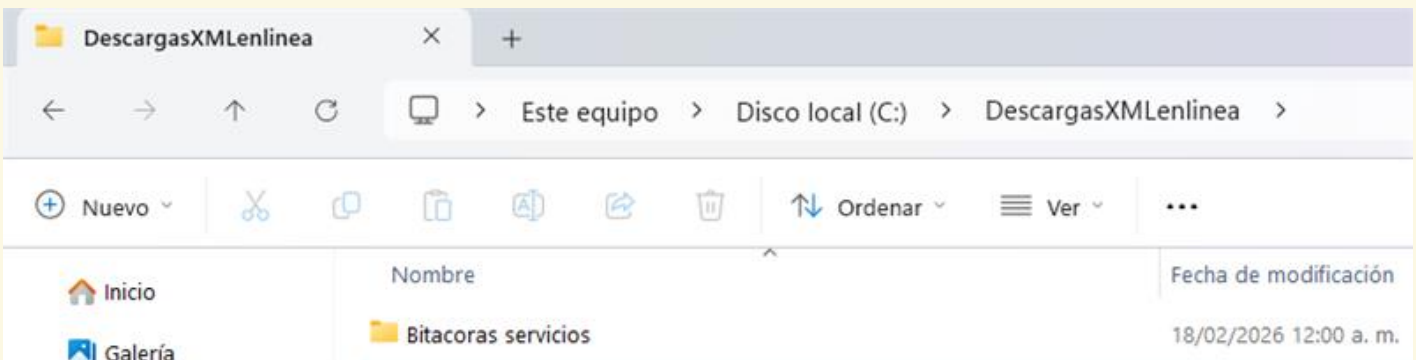 DescargasXMLenlinea
Este equipo > Disco local (C:) > DescargasXMLenlinea >
Nuevo Ordenar Ver
Inicio
Nombre Fecha de modificación
Bitacoras servicios 18/02/2026 12:00 a. m.
Galería